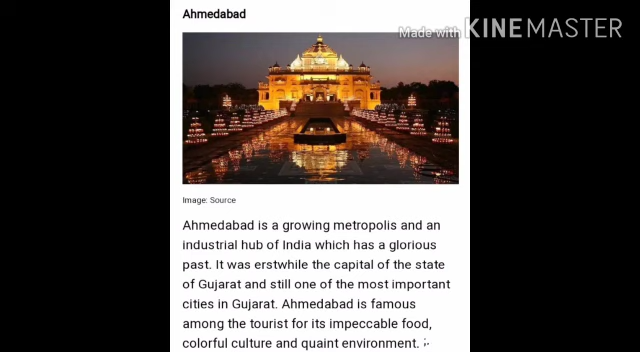 Ahmedabad
Made with KINEMASTER
Image: Source
Ahmedabad is a growing metropolis and an
industrial hub of India which has a glorious
past. It was erstwhile the capital of the state
of Gujarat and still one of the most important
cities in Gujarat. Ahmedabad is famous
among the tourist for its impeccable food,
colorful culture and quaint environment.